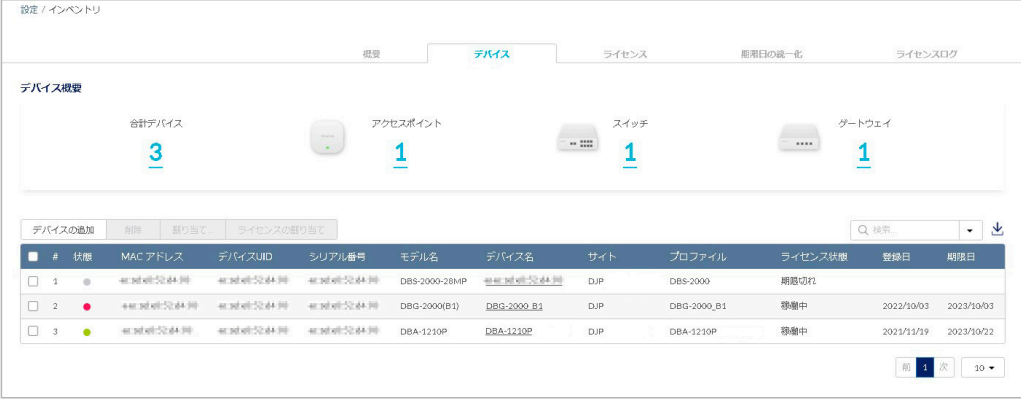 設定 / インベントリ
概要 デバイス ライセンス 期限日の統一化 ライセンスログ
デバイス概要
合計デバイス アクセスポイント スイッチ ゲートウェイ
3 1 1 1
デバイスの追加 削除 割り当て... ライセンスの割り当て 検索...
# 状態 MAC アドレス デバイスUID シリアル番号 モデル名 デバイス名 サイト プロファイル ライセンス状態 登録日 期限日
1 DBS-2000-28MP DJP DBS-2000 期限切れ
2 DBG-2000(B1) DBG-2000_B1 DJP DBG-2000_B1 稼働中 2022/10/03 2023/10/03
3 DBA-1210P DBA-1210P DJP DBA-1210P 稼働中 2021/11/19 2023/10/22
前 1 次 10